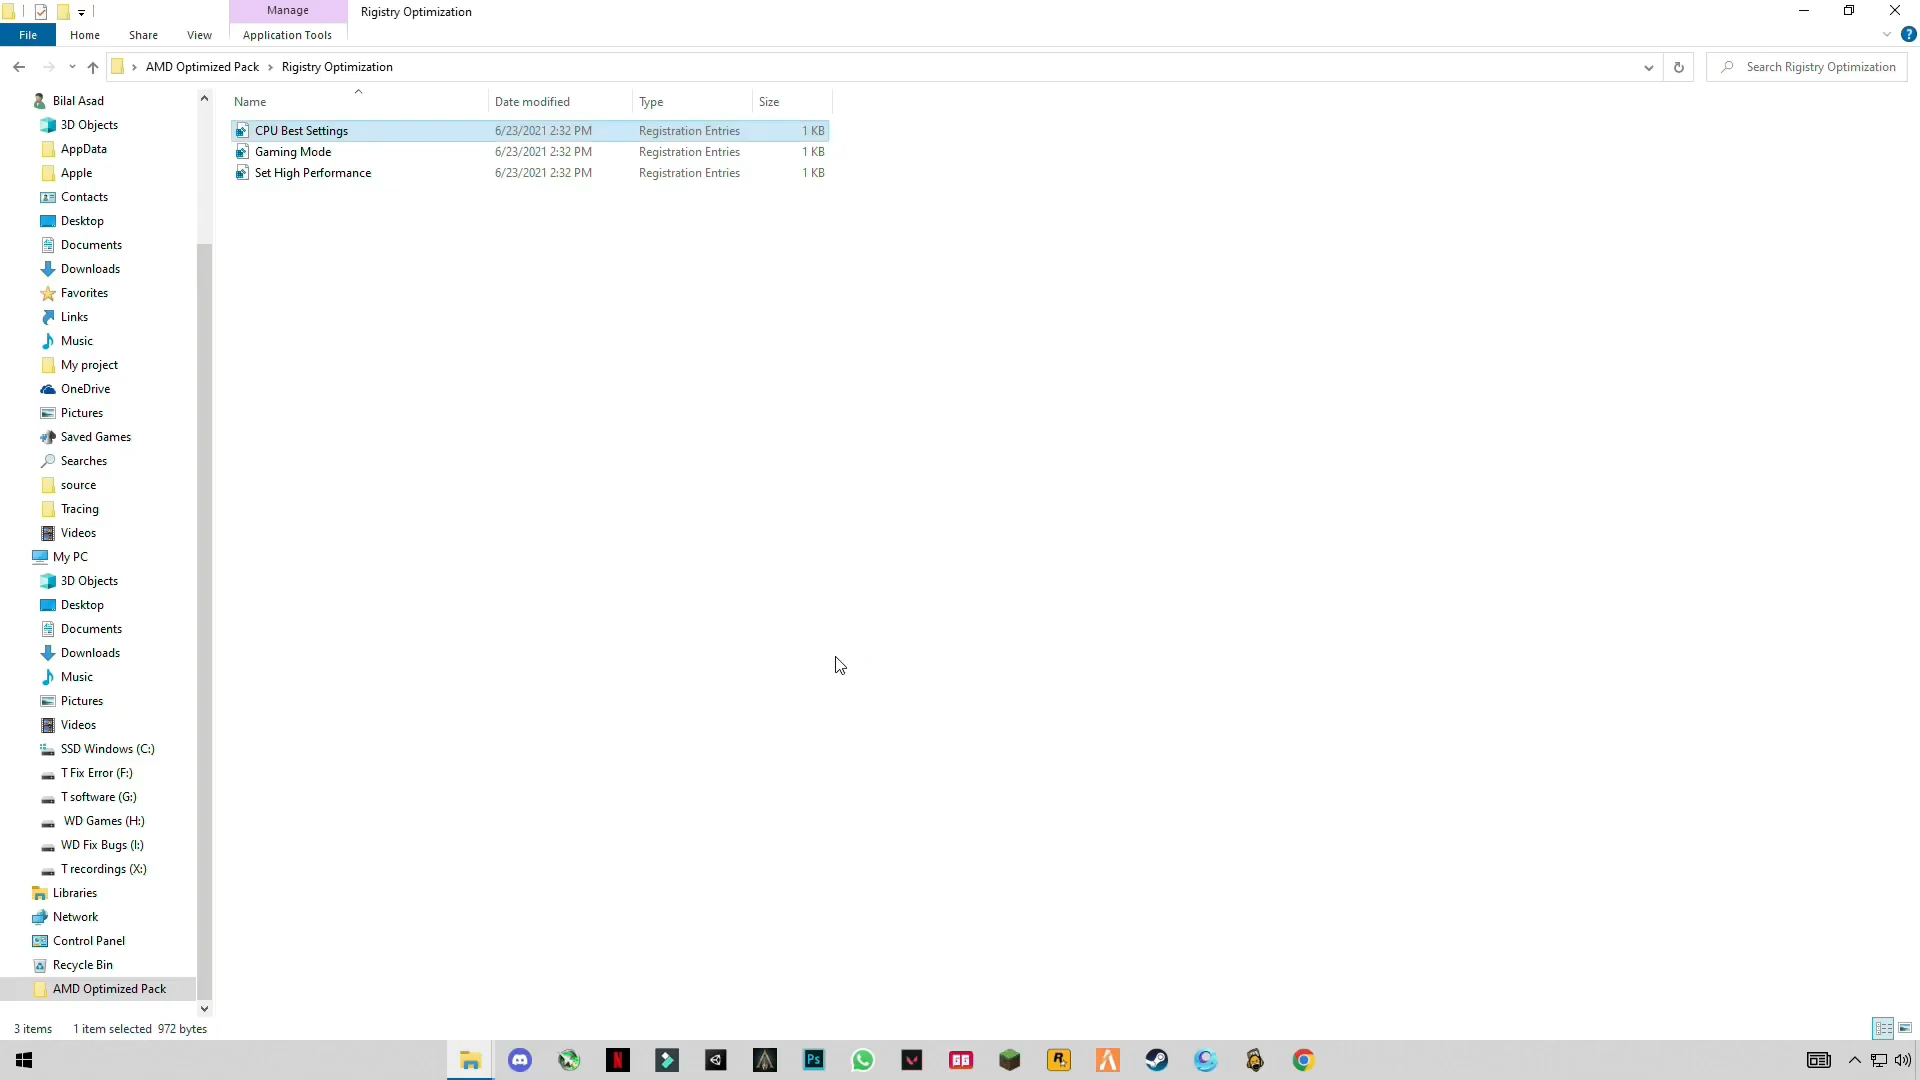 Manage
Rigistry Optimization
File
Home
Share
View
Application Tools
AMD Optimized Pack
Rigistry Optimization
Search Rigistry Optimization
Name
Date modified
Type
Size
CPU Best Settings 6/23/2021 2:32 PM Registration Entries 1 KB
Gaming Mode 6/23/2021 2:32 PM Registration Entries 1 KB
Set High Performance 6/23/2021 2:32 PM Registration Entries 1 KB
Bilal Asad
3D Objects
AppData
Apple
Contacts
Desktop
Documents
Downloads
Favorites
Links
Music
My project
OneDrive
Pictures
Saved Games
Searches
source
Tracing
Videos
My PC
3D Objects
Desktop
Documents
Downloads
Music
Pictures
Videos
SSD Windows (C:)
T Fix Error (F:)
T software (G:)
WD Games (H:)
WD Fix Bugs (I:)
T recordings (X:)
Libraries
Network
Control Panel
Recycle Bin
AMD Optimized Pack
3 items 1 item selected 972 bytes